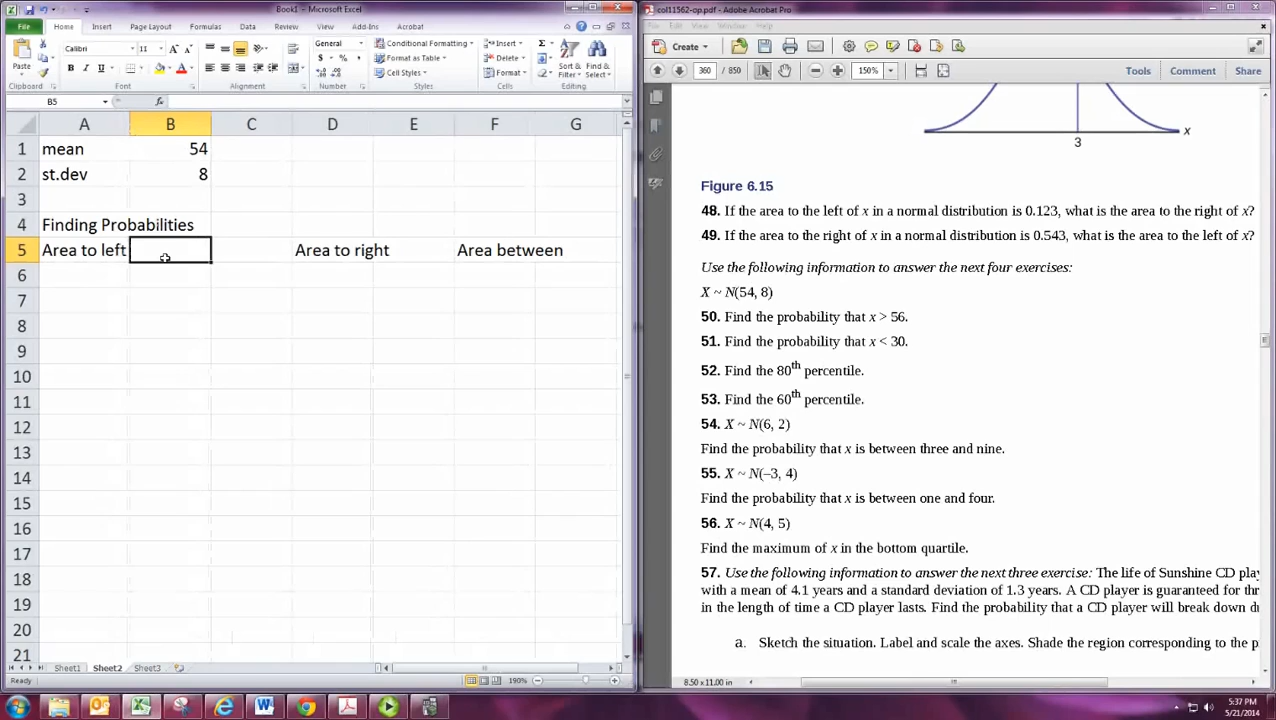 Book1 - Microsoft Excel
File Home Insert Page Layout Formulas Data Review View Add-Ins Acrobat
Paste
Calibri 11
General
Conditional Formatting
Format as Table
Cell Styles
Insert
Delete
Format
Sort & Filter
Find & Select
Clipboard Font Alignment Number Styles Cells Editing
B5 fx
A B C D E F G
1 mean 54
2 st.dev 8
3
4 Finding Probabilities
5 Area to left Area to right Area between
6
7
8
9
10
11
12
13
14
15
16
17
18
19
20
21
Sheet1 Sheet2 Sheet3
Ready 190%
col11562-op.pdf - Adobe Acrobat Pro
File Edit View Window Help
Create
360 / 850 150% Tools Comment Share
x
3
Figure 6.15
48. If the area to the left of x in a normal distribution is 0.123, what is the area to the right of x?
49. If the area to the right of x in a normal distribution is 0.543, what is the area to the left of x?
Use the following information to answer the next four exercises:
X ~ N(54, 8)
50. Find the probability that x > 56.
51. Find the probability that x < 30.
52. Find the 80th percentile.
53. Find the 60th percentile.
54. X ~ N(6, 2)
Find the probability that x is between three and nine.
55. X ~ N(–3, 4)
Find the probability that x is between one and four.
56. X ~ N(4, 5)
Find the maximum of x in the bottom quartile.
57. Use the following information to answer the next three exercise: The life of Sunshine CD play
with a mean of 4.1 years and a standard deviation of 1.3 years. A CD player is guaranteed for thr
in the length of time a CD player lasts. Find the probability that a CD player will break down d
a. Sketch the situation. Label and scale the axes. Shade the region corresponding to the p
8.50 x 11.00 in
5:37 PM
5/21/2014